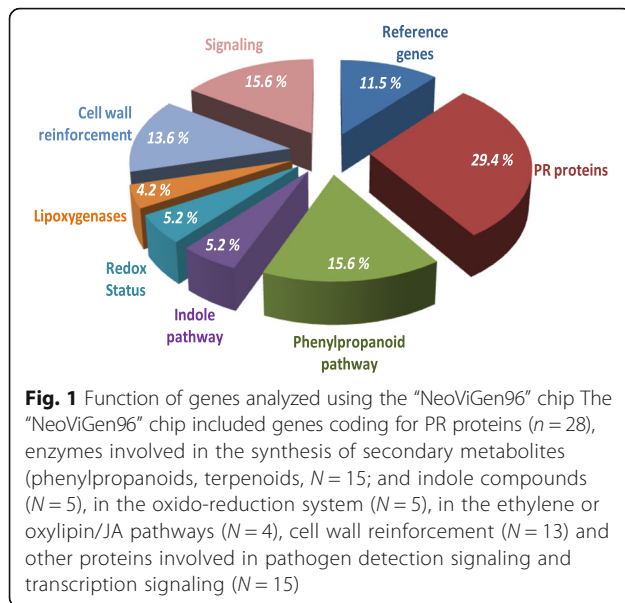 Signaling
15.6 %
Reference
genes
11.5 %
Cell wall
reinforcement
13.6 %
29.4 %
PR proteins
4.2 %
Lipoxygenases
5.2 %
Redox
Status
5.2 %
Indole
pathway
15.6 %
Phenylpropanoid
pathway
Fig. 1 Function of genes analyzed using the “NeoViGen96” chip The
“NeoViGen96” chip included genes coding for PR proteins (n = 28),
enzymes involved in the synthesis of secondary metabolites
(phenylpropanoids, terpenoids, N = 15; and indole compounds
(N = 5), in the oxido-reduction system (N = 5), in the ethylene or
oxylipin/JA pathways (N = 4), cell wall reinforcement (N = 13) and
other proteins involved in pathogen detection signaling and
transcription signaling (N = 15)